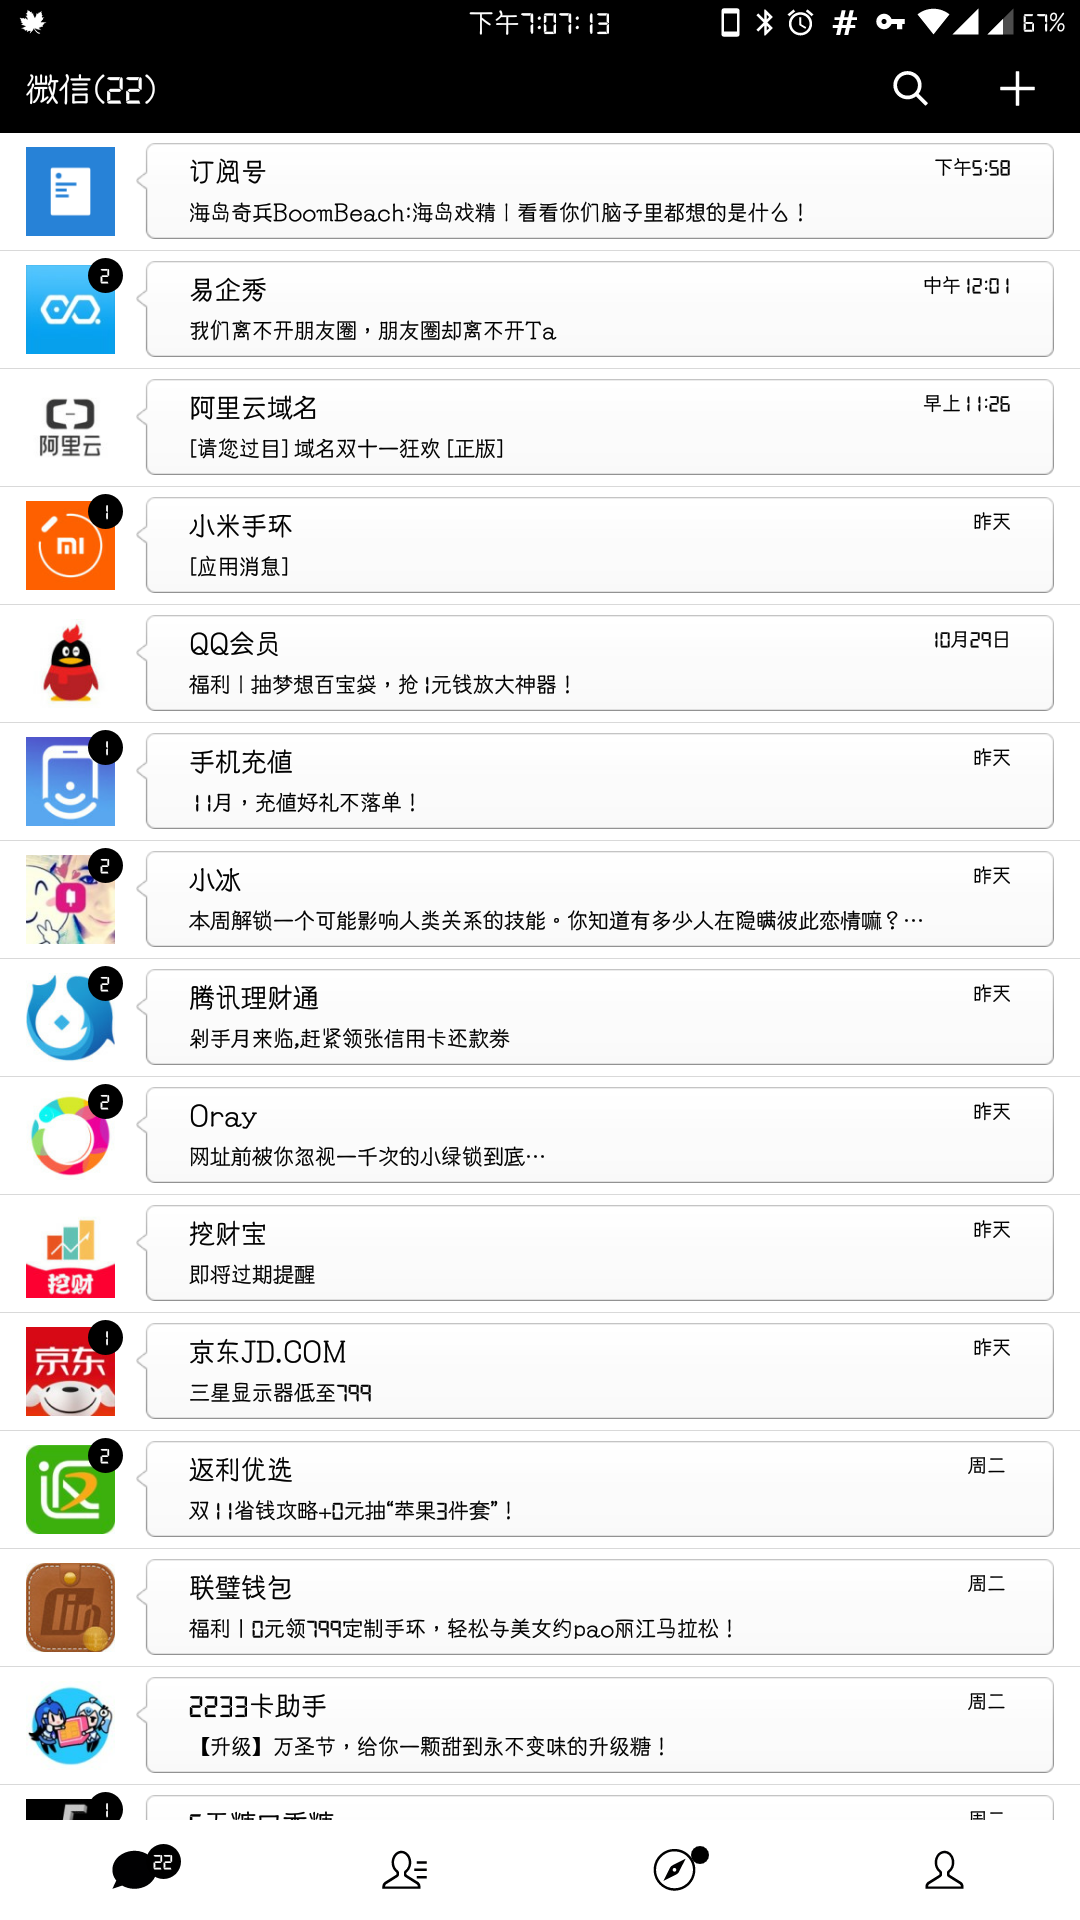 下午7:07:13
67%
微信(22)
订阅号
下午5:58
海岛奇兵BoomBeach:海岛戏精丨看看你们脑子里都想的是什么！
2
易企秀
中午12:01
我们离不开朋友圈，朋友圈却离不开Ta
阿里云
阿里云域名
早上11:26
[请您过目] 域名双十一狂欢 [正版]
1
小米手环
昨天
[应用消息]
QQ会员
10月29日
福利丨抽梦想百宝袋，抢1元钱放大神器！
1
手机充值
昨天
11月，充值好礼不落单！
2
小冰
昨天
本周解锁一个可能影响人类关系的技能。你知道有多少人在隐瞒彼此恋情嘛？…
2
腾讯理财通
昨天
剁手月来临,赶紧领张信用卡还款券
2
Oray
昨天
网址前被你忽视一千次的小绿锁到底…
挖财
挖财宝
昨天
即将过期提醒
1
京东
京东JD.COM
昨天
三星显示器低至799
2
返利优选
周二
双11省钱攻略+0元抽“苹果3件套”！
联璧钱包
周二
福利丨0元领799定制手环，轻松与美女约pao丽江马拉松！
2233卡助手
周二
【升级】万圣节，给你一颗甜到永不变味的升级糖！
1
周二
22